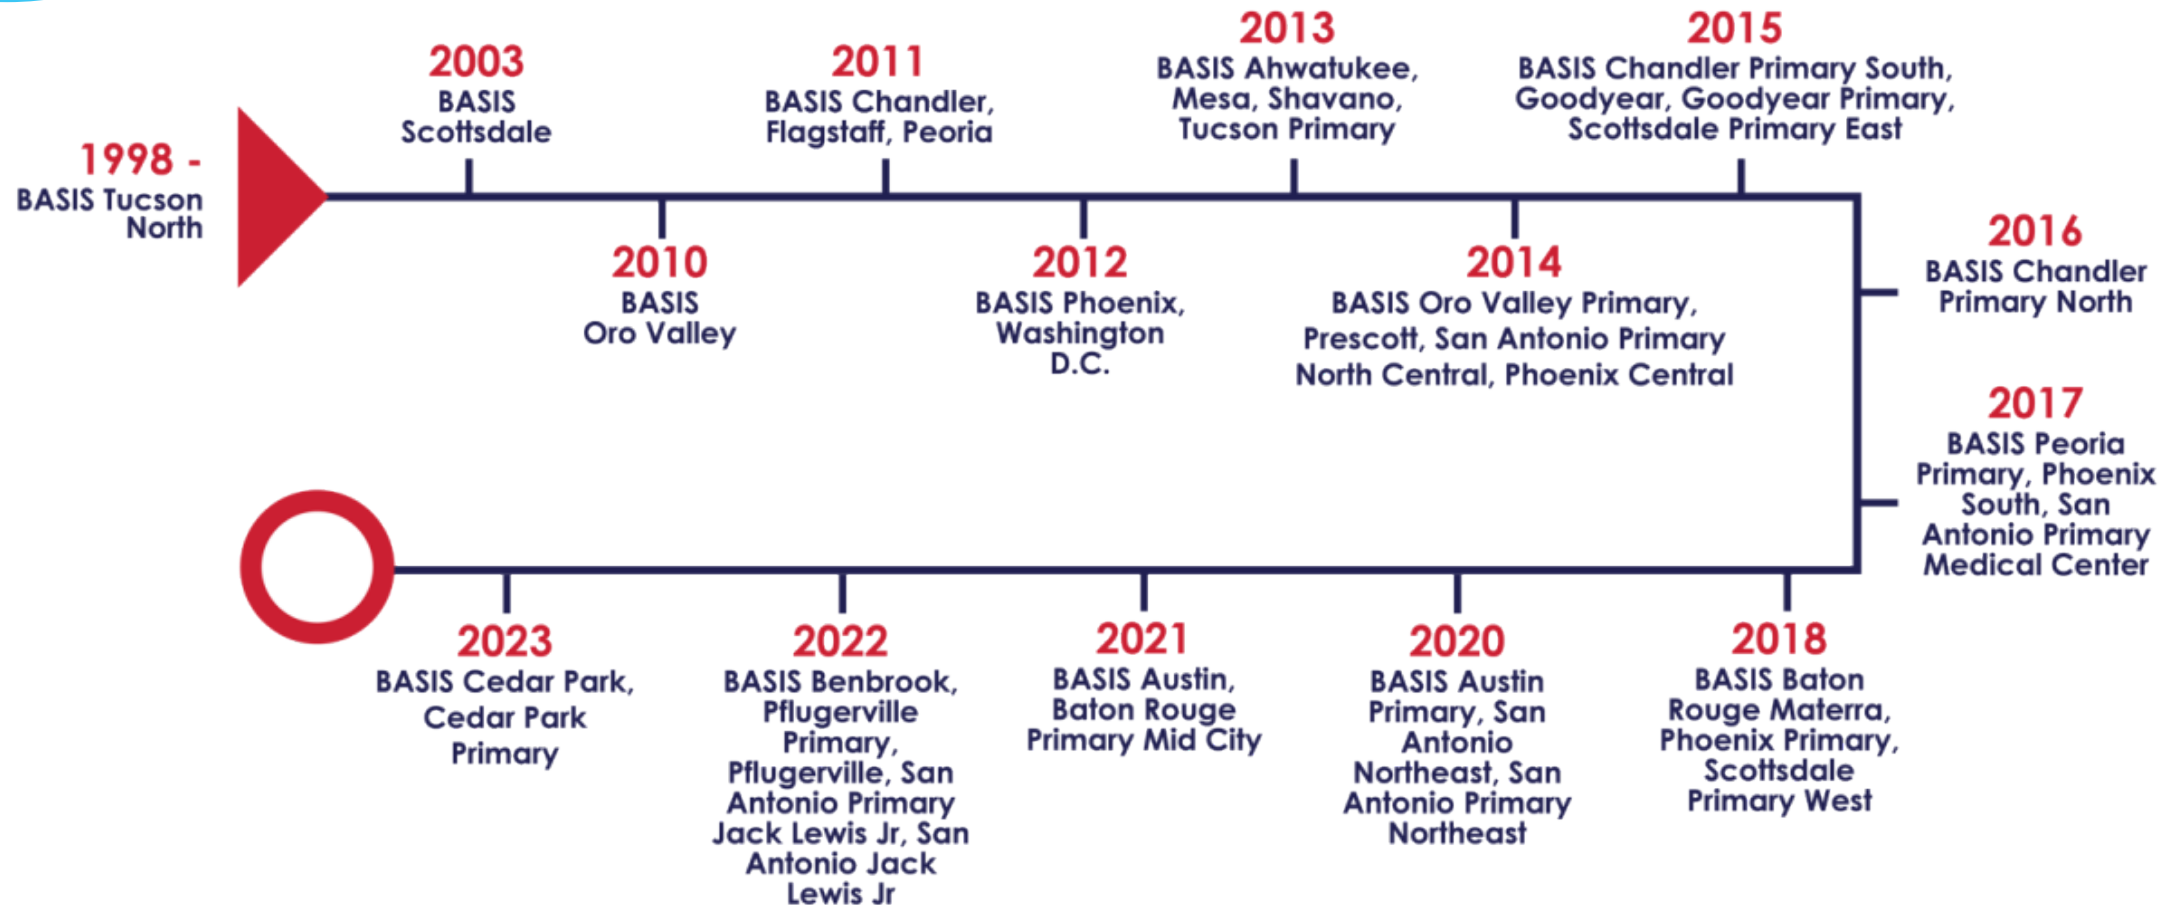 1998 -
BASIS Tucson
North
2003
BASIS
Scottsdale
2010
BASIS
Oro Valley
2011
BASIS Chandler,
Flagstaff, Peoria
2012
BASIS Phoenix,
Washington
D.C.
2013
BASIS Ahwatukee,
Mesa, Shavano,
Tucson Primary
2014
BASIS Oro Valley Primary,
Prescott, San Antonio Primary
North Central, Phoenix Central
2015
BASIS Chandler Primary South,
Goodyear, Goodyear Primary,
Scottsdale Primary East
2016
BASIS Chandler
Primary North
2017
BASIS Peoria
Primary, Phoenix
South, San
Antonio Primary
Medical Center
2018
BASIS Baton
Rouge Materra,
Phoenix Primary,
Scottsdale
Primary West
2020
BASIS Austin
Primary, San
Antonio
Northeast, San
Antonio Primary
Northeast
2021
BASIS Austin,
Baton Rouge
Primary Mid City
2022
BASIS Benbrook,
Pflugerville
Primary,
Pflugerville, San
Antonio Primary
Jack Lewis Jr, San
Antonio Jack
Lewis Jr
2023
BASIS Cedar Park,
Cedar Park
Primary